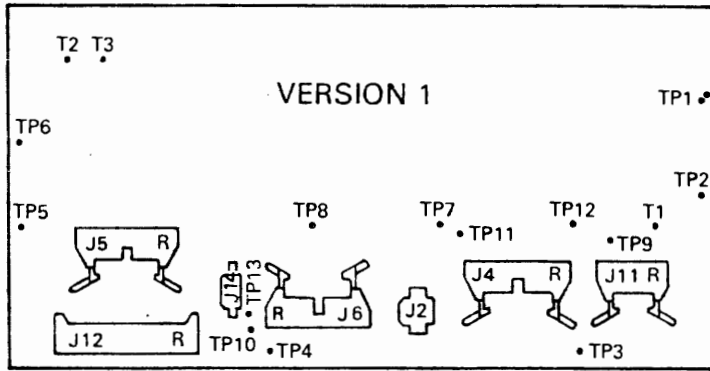 T2 T3
VERSION 1
TP1
TP6
TP2
TP5
TP8
TP7
TP11
TP12
T1
TP9
J5 R
J14
TP13
J4 R
J11 R
R J6
J2
J12 R
TP10
TP4
TP3